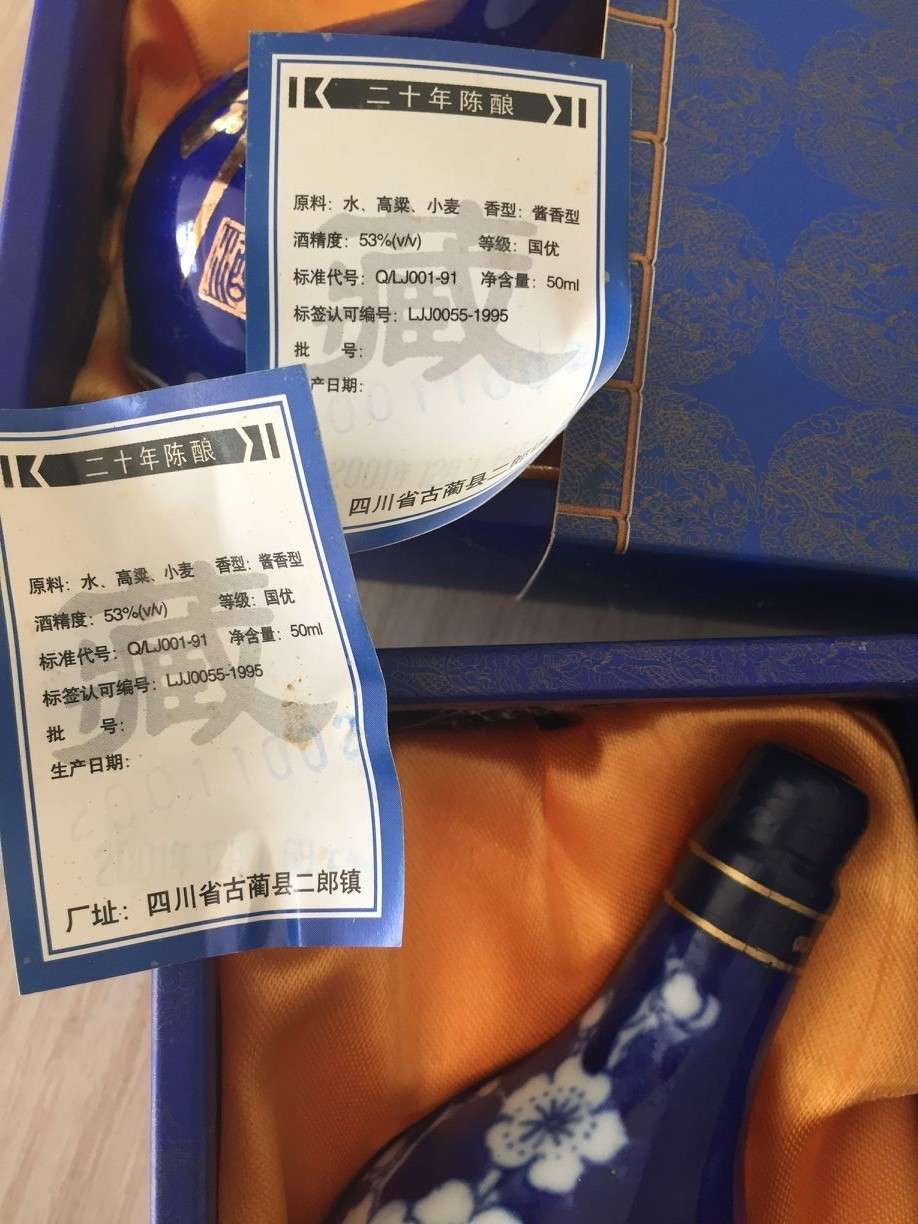 二十年陈酿
原料：水、高粱、小麦 香型：酱香型
酒精度：53%(v/v) 等级：国优
标准代号：Q/LJ001-91 净含量：50ml
标签认可编号：LJJ0055-1995
批 号：
产日期：
四川省古蔺县二郎
藏
二十年陈酿
原料：水、高粱、小麦 香型：酱香型
酒精度：53%(v/v) 等级：国优
标准代号：Q/LJ001-91 净含量：50ml
标签认可编号：LJJ0055-1995
批 号：
生产日期：
厂址：四川省古蔺县二郎镇
藏